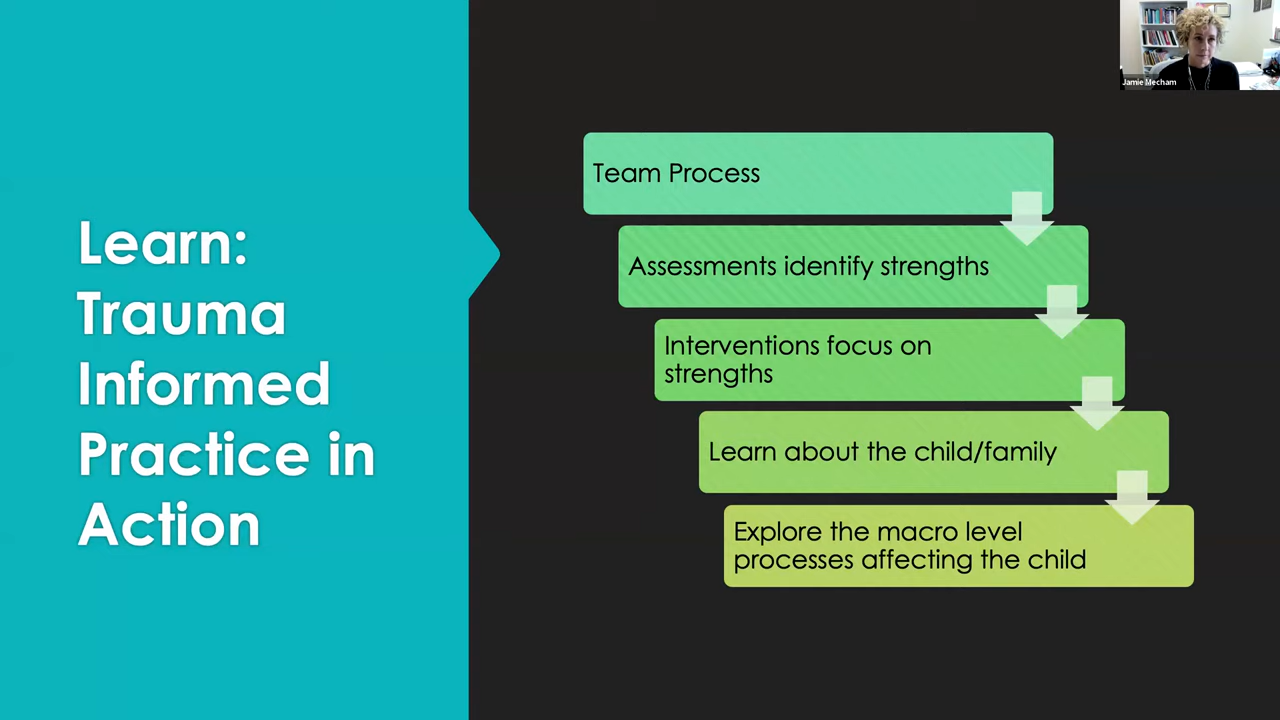 Jamie Mecham
Learn:
Trauma
Informed
Practice in
Action
Team Process
Assessments identify strengths
Interventions focus on
strengths
Learn about the child/family
Explore the macro level
processes affecting the child